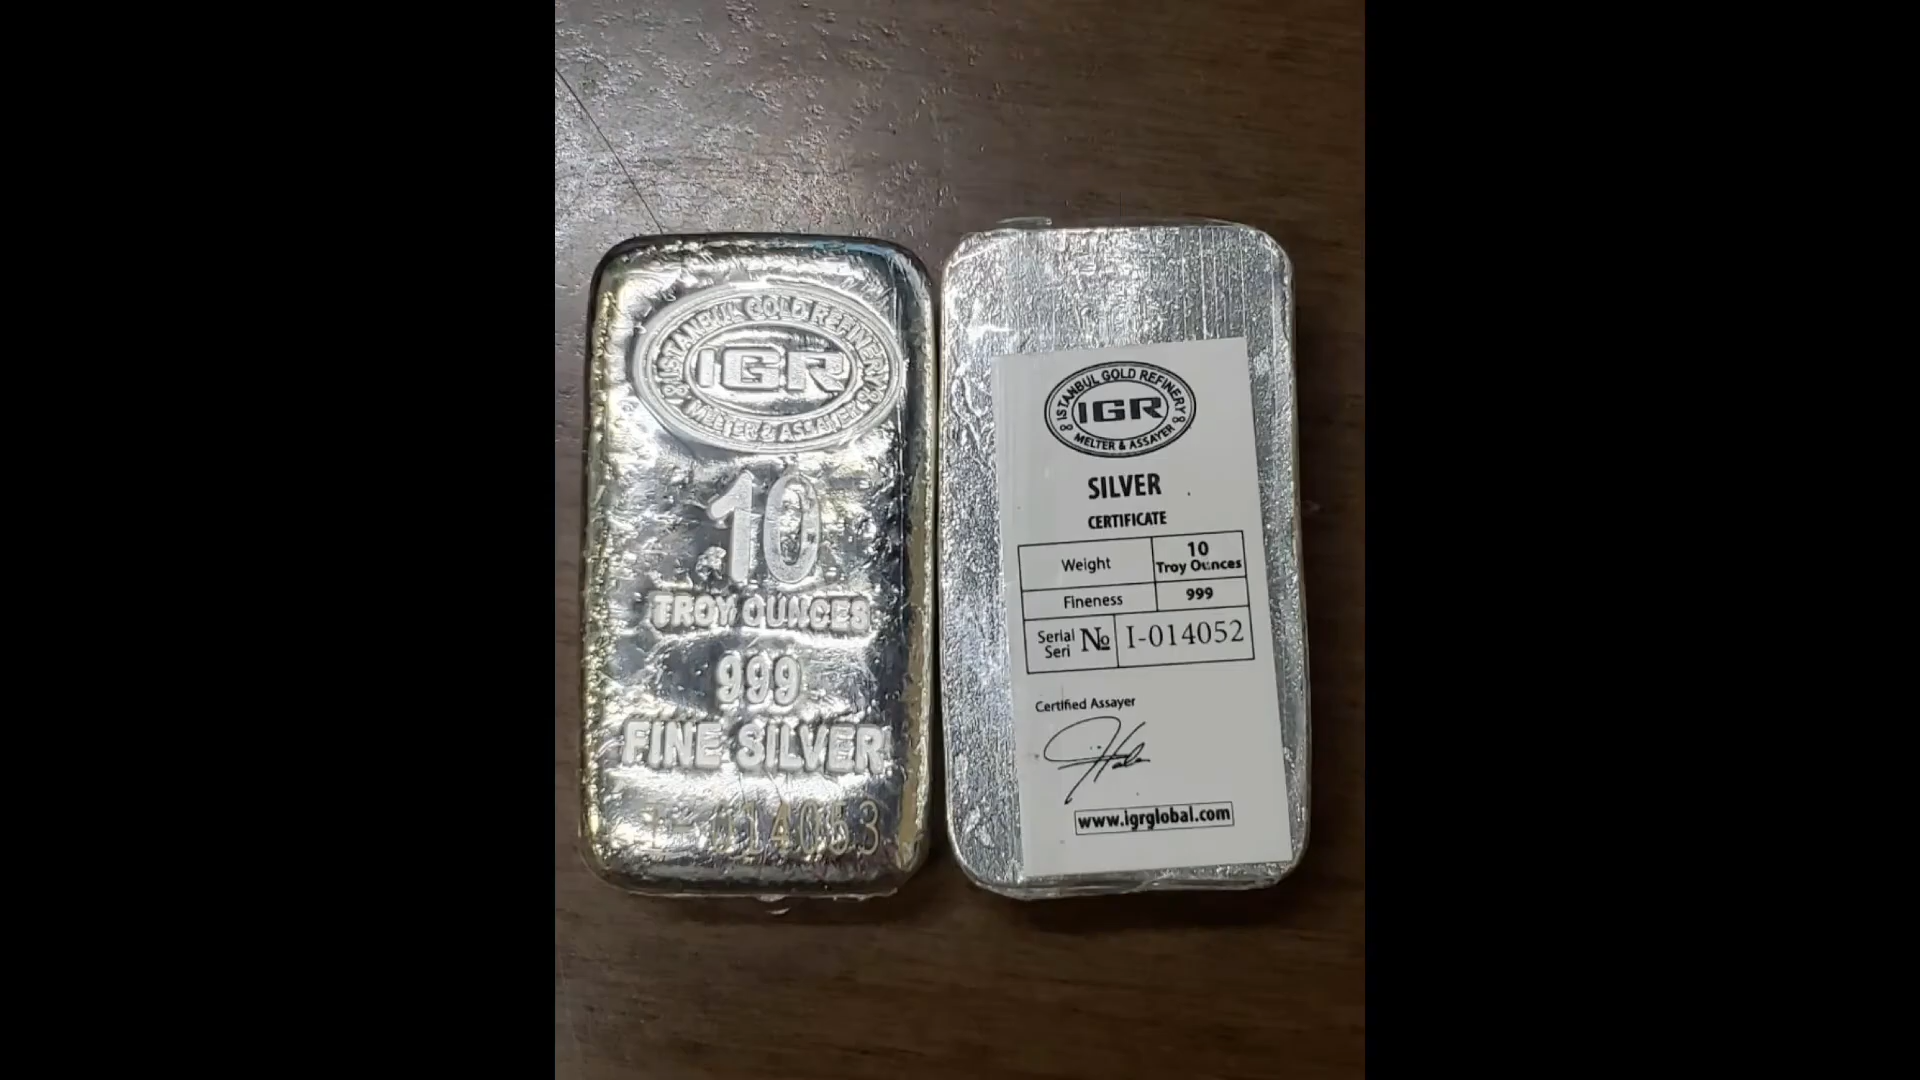 ISTANBUL GOLD REFINERY
IGR
MELTER & ASSAYER
10
TROY OUNCES
999
FINE SILVER
I-014053
ISTANBUL GOLD REFINERY
IGR
MELTER & ASSAYER
SILVER
CERTIFICATE
Weight 10 Troy Ounces
Fineness 999
Serial Seri № I-014052
Certified Assayer
www.igrglobal.com